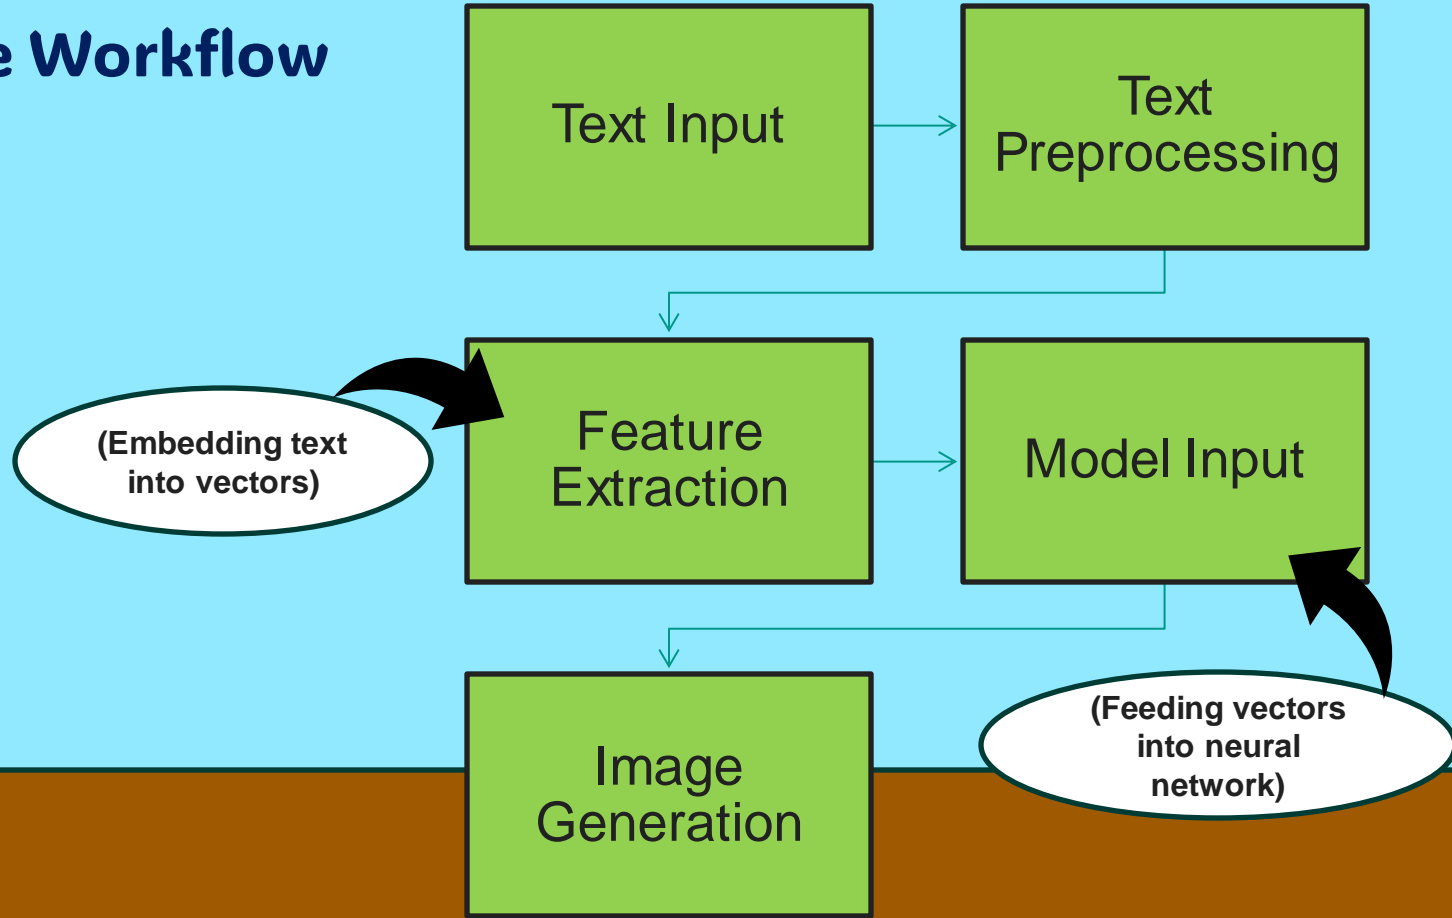 e Workflow
Text Input
Text
Preprocessing
Feature
Extraction
(Embedding text
into vectors)
Model Input
(Feeding vectors
into neural
network)
Image
Generation